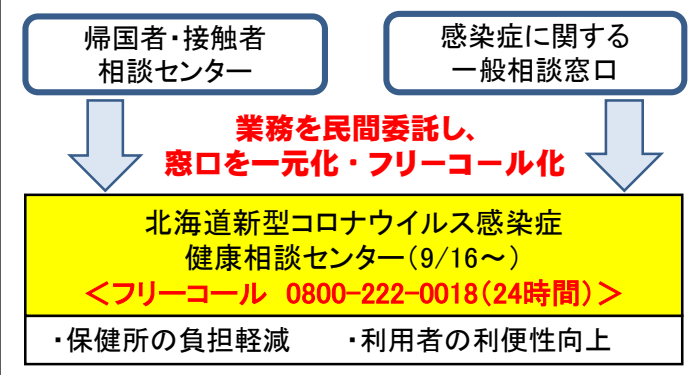 帰国者・接触者
相談センター
感染症に関する
一般相談窓口
業務を民間委託し、
窓口を一元化・フリーコール化
北海道新型コロナウイルス感染症
健康相談センター(9/16～)
＜フリーコール 0800-222-0018(24時間)＞
・保健所の負担軽減 ・利用者の利便性向上